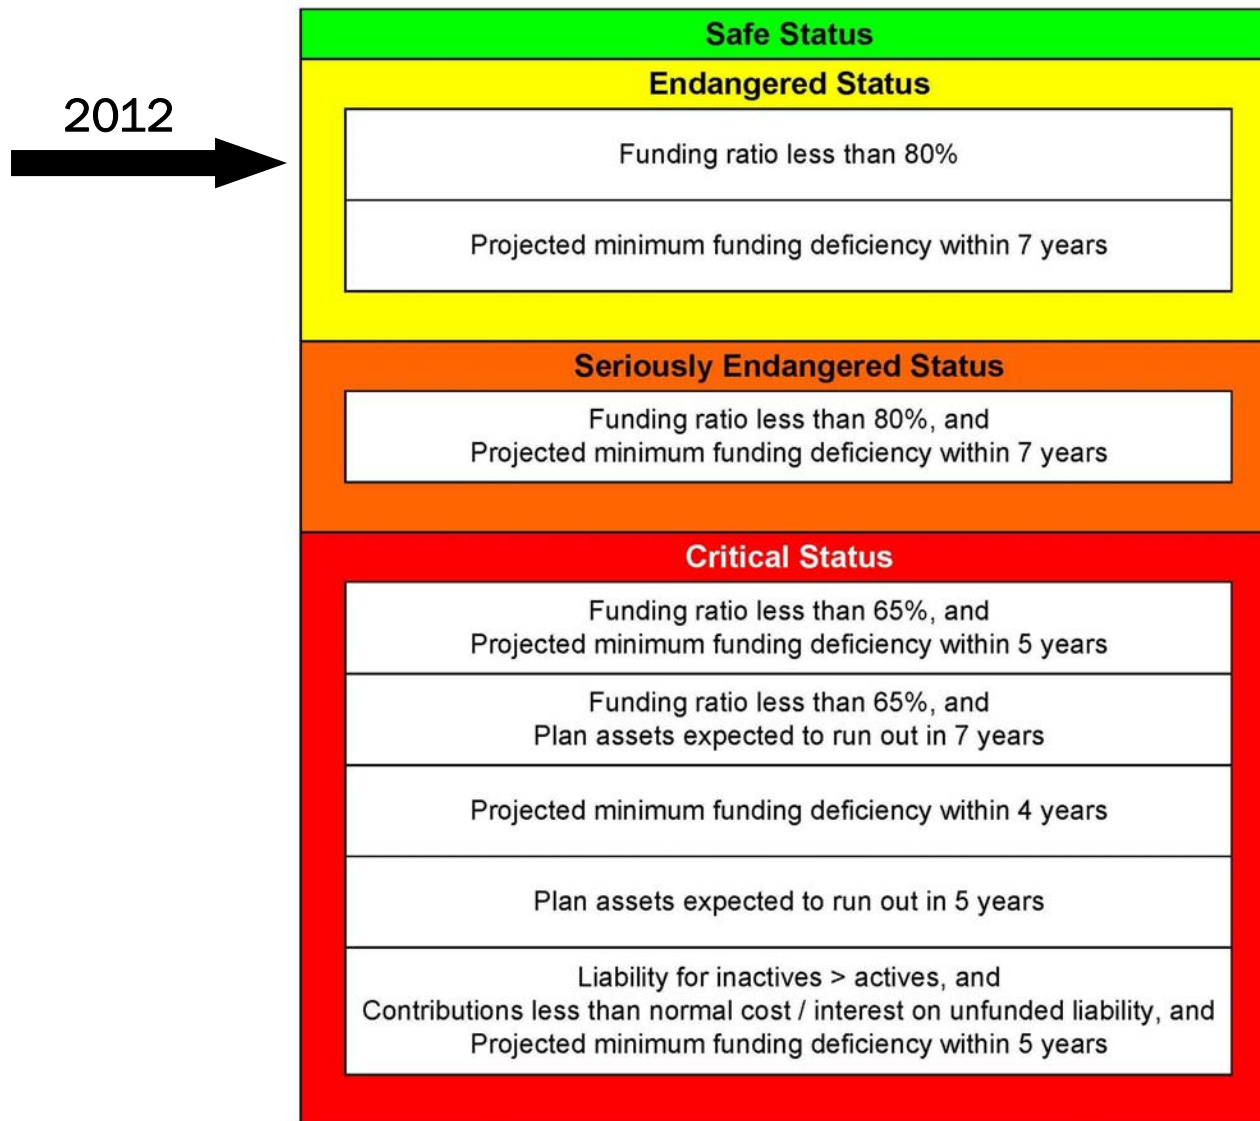 Safe Status
Endangered Status
2012
Funding ratio less than 80%
Projected minimum funding deficiency within 7 years
Seriously Endangered Status
Funding ratio less than 80%, and
Projected minimum funding deficiency within 7 years
Critical Status
Funding ratio less than 65%, and
Projected minimum funding deficiency within 5 years
Funding ratio less than 65%, and
Plan assets expected to run out in 7 years
Projected minimum funding deficiency within 4 years
Plan assets expected to run out in 5 years
Liability for inactives > actives, and
Contributions less than normal cost / interest on unfunded liability, and
Projected minimum funding deficiency within 5 years